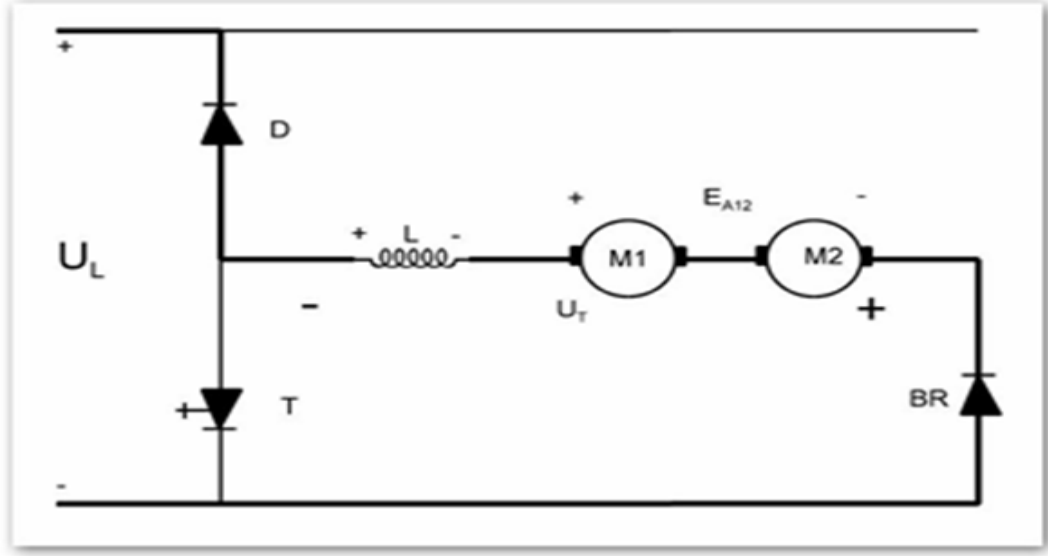 +
D
+ L -
+ E_A12 -
U_L
M1
M2
-
U_T
+
BR
T
-